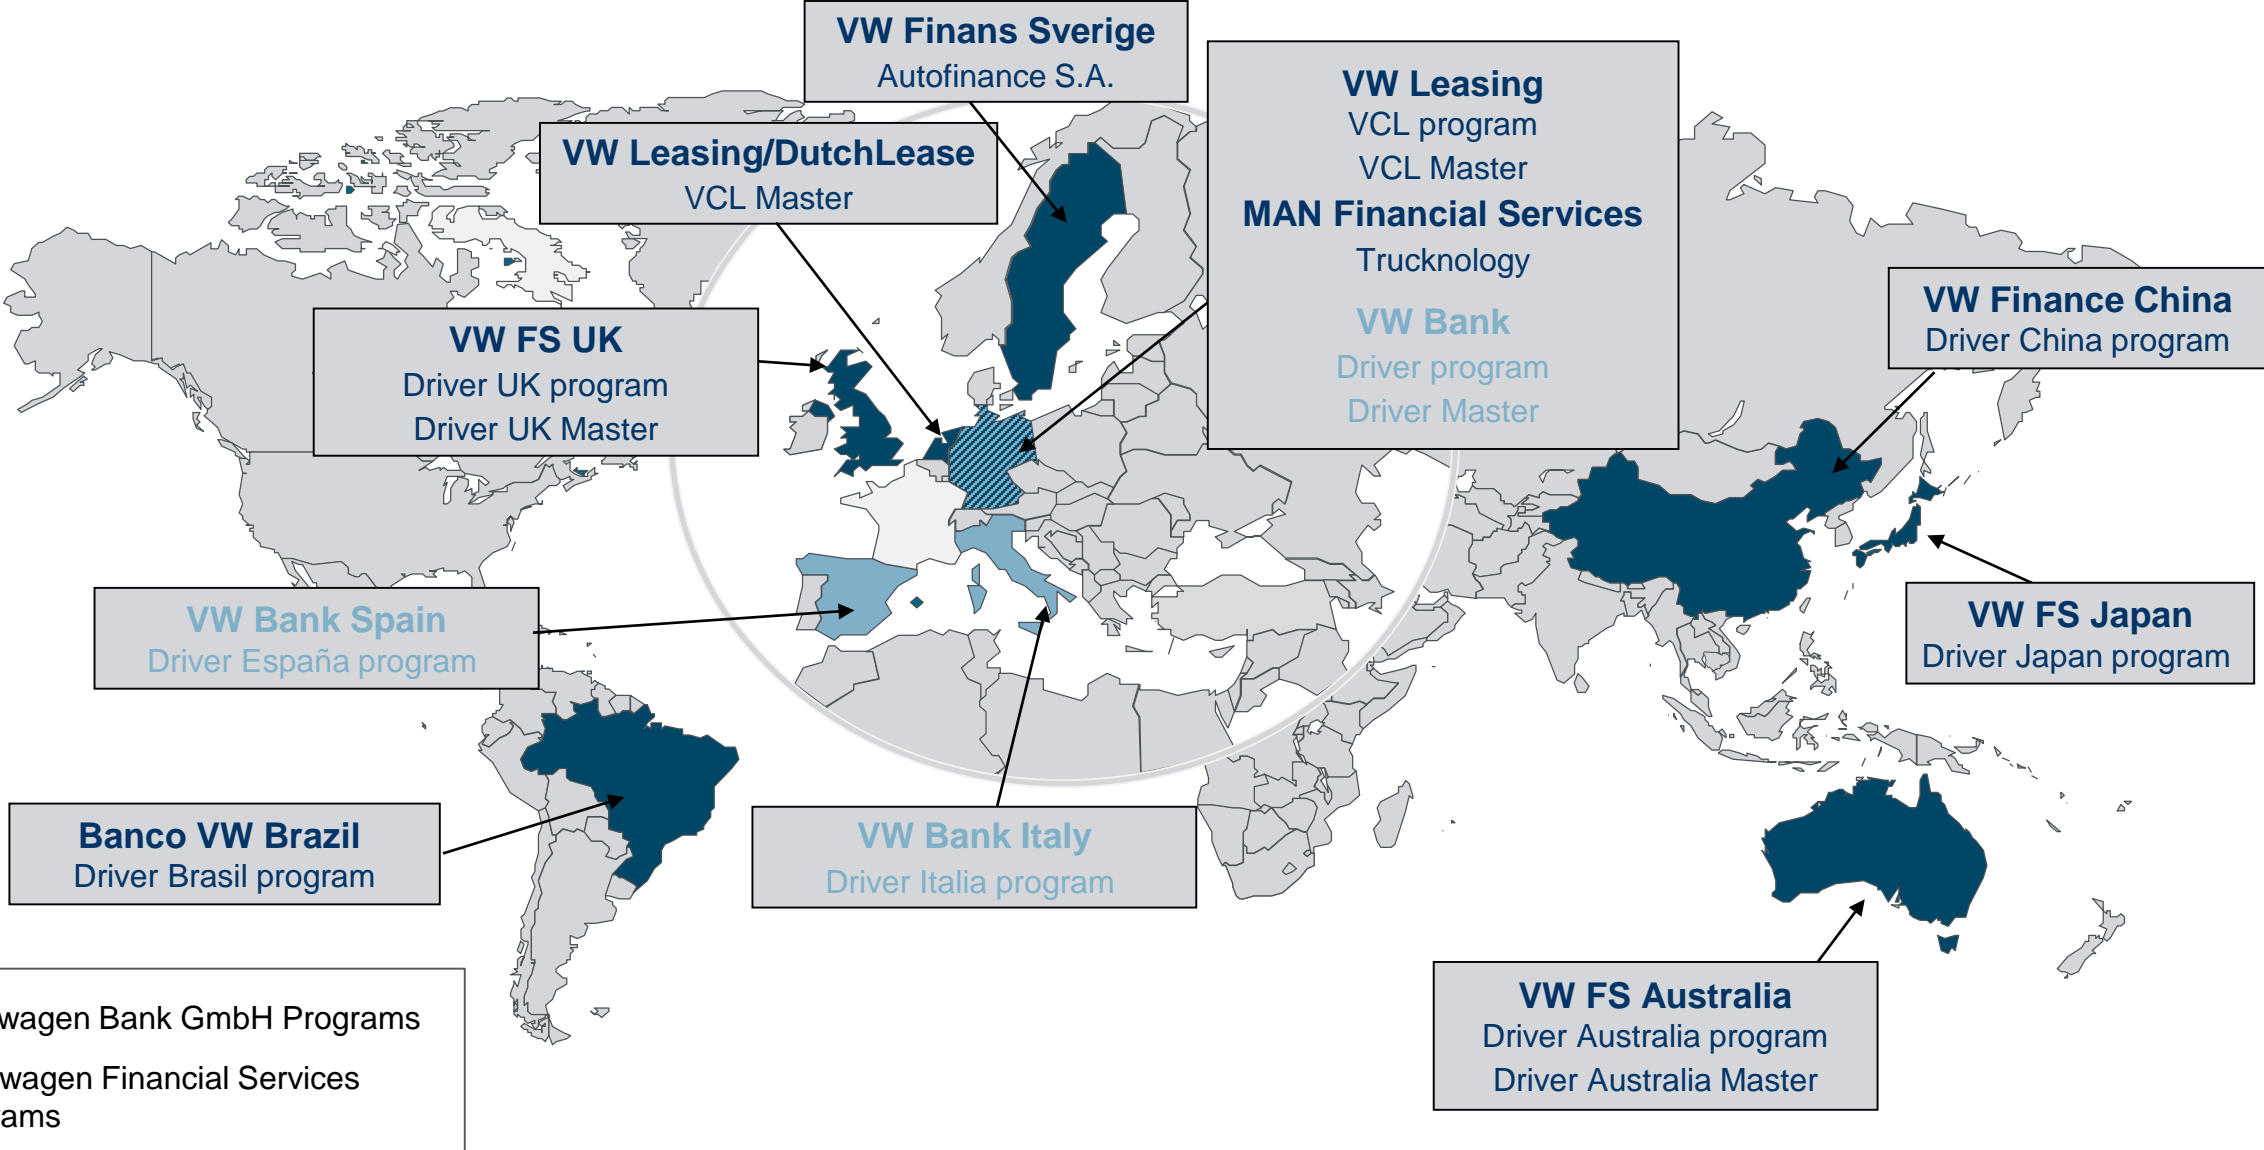 VW Finans Sverige
Autofinance S.A.
VW Leasing/DutchLease
VCL Master
VW Leasing
VCL program
VCL Master
MAN Financial Services
Trucknology
VW Bank
Driver program
Driver Master
VW Finance China
Driver China program
VW FS UK
Driver UK program
Driver UK Master
VW Bank Spain
Driver España program
VW FS Japan
Driver Japan program
Banco VW Brazil
Driver Brasil program
VW Bank Italy
Driver Italia program
VW FS Australia
Driver Australia program
Driver Australia Master
wagen Bank GmbH Programs
wagen Financial Services
rams